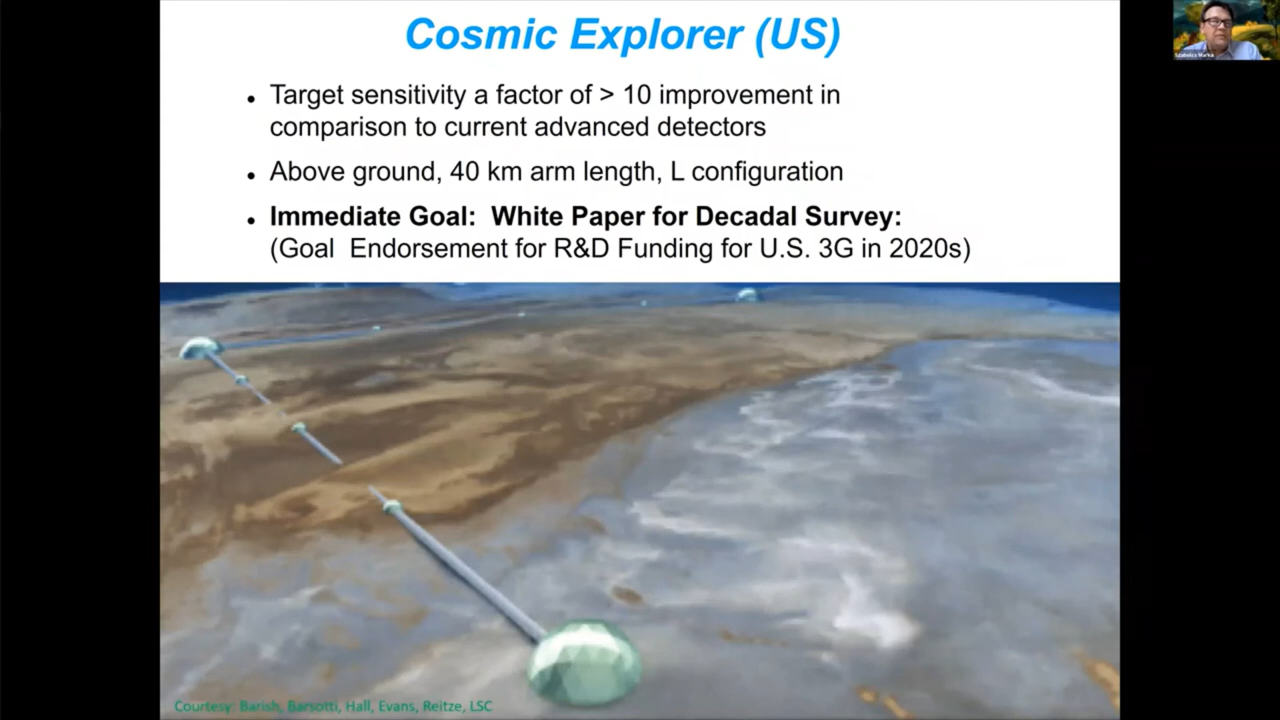 Cosmic Explorer (US)
• Target sensitivity a factor of > 10 improvement in
comparison to current advanced detectors
• Above ground, 40 km arm length, L configuration
• Immediate Goal: White Paper for Decadal Survey:
(Goal Endorsement for R&D Funding for U.S. 3G in 2020s)
Courtesy: Barish, Barsotti, Hall, Evans, Reitze, LSC
Szabolcs Marka